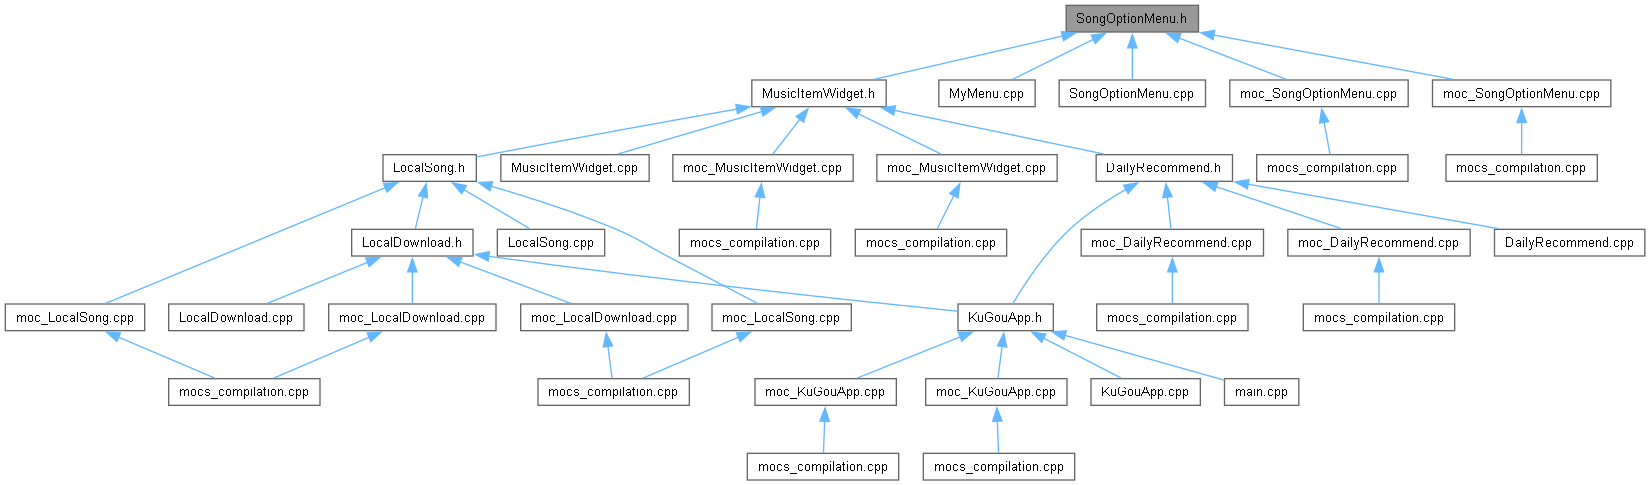 SongOptionMenu.h
MusicItemWidget.h
MyMenu.cpp
SongOptionMenu.cpp
moc_SongOptionMenu.cpp
moc_SongOptionMenu.cpp
LocalSong.h
MusicItemWidget.cpp
moc_MusicItemWidget.cpp
moc_MusicItemWidget.cpp
DailyRecommend.h
mocs_compilation.cpp
mocs_compilation.cpp
LocalDownload.h
LocalSong.cpp
mocs_compilation.cpp
mocs_compilation.cpp
moc_DailyRecommend.cpp
moc_DailyRecommend.cpp
DailyRecommend.cpp
moc_LocalSong.cpp
LocalDownload.cpp
moc_LocalDownload.cpp
moc_LocalDownload.cpp
moc_LocalSong.cpp
KuGouApp.h
mocs_compilation.cpp
mocs_compilation.cpp
mocs_compilation.cpp
mocs_compilation.cpp
moc_KuGouApp.cpp
moc_KuGouApp.cpp
KuGouApp.cpp
main.cpp
mocs_compilation.cpp
mocs_compilation.cpp